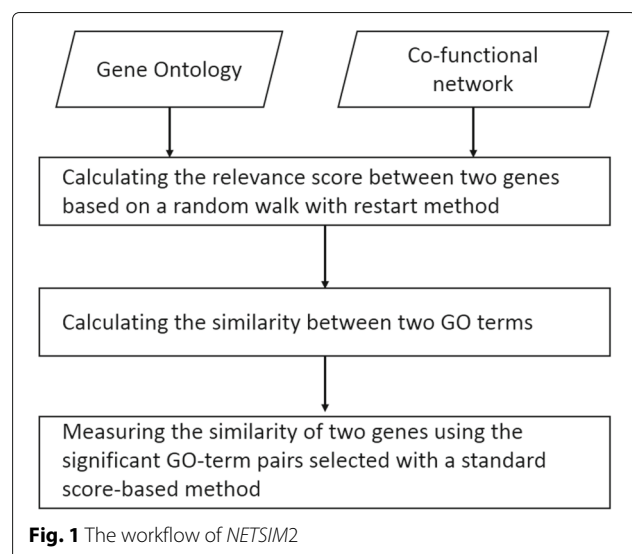 Gene Ontology
Co-functional
network
Calculating the relevance score between two genes
based on a random walk with restart method
Calculating the similarity between two GO terms
Measuring the similarity of two genes using the
significant GO-term pairs selected with a standard
score-based method
Fig. 1 The workflow of NETSIM2